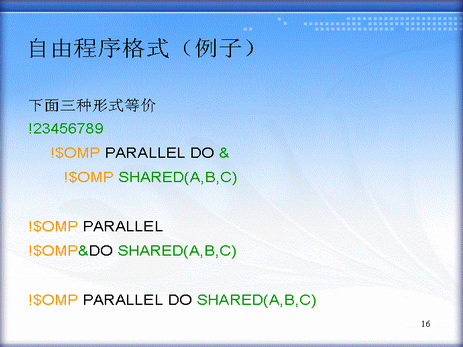 自由程序格式（例子）
下面三种形式等价
!23456789
!$OMP PARALLEL DO &
!$OMP SHARED(A,B,C)
!$OMP PARALLEL
!$OMP&DO SHARED(A,B,C)
!$OMP PARALLEL DO SHARED(A,B,C)
16